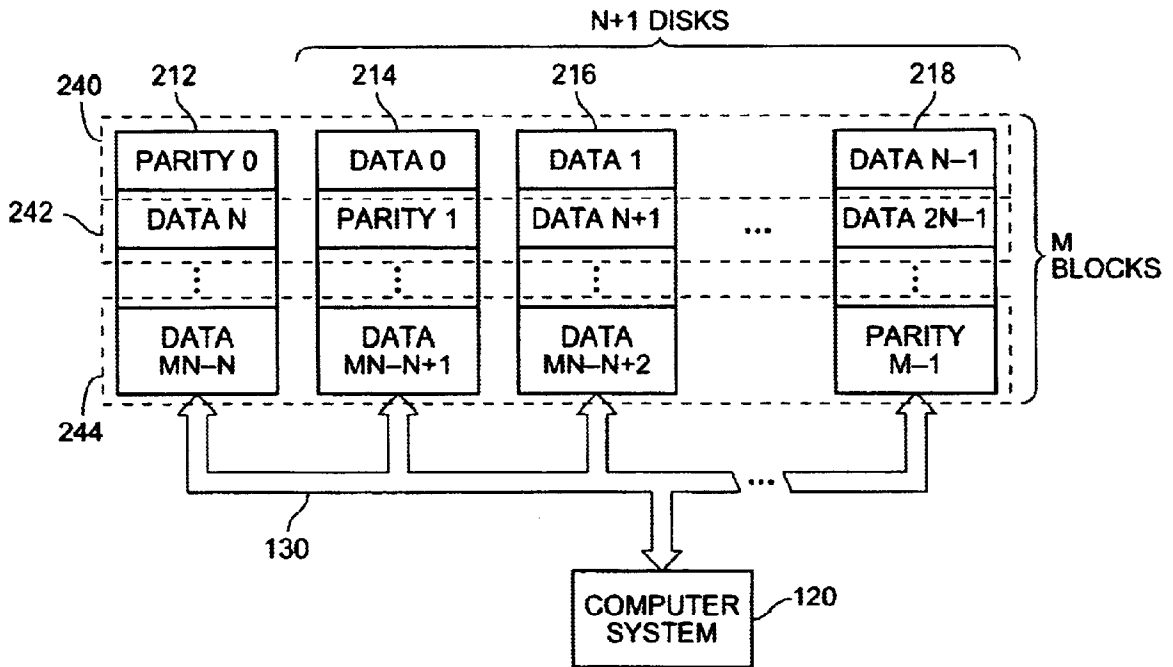 N+1 DISKS
240 212 214 216 218
PARITY 0 DATA 0 DATA 1 DATA N–1
242 DATA N PARITY 1 DATA N+1 ... DATA 2N–1
M
BLOCKS
⋮ ⋮ ⋮ ⋮
DATA DATA DATA PARITY
MN–N MN–N+1 MN–N+2 M–1
244
...
130
COMPUTER
SYSTEM
120